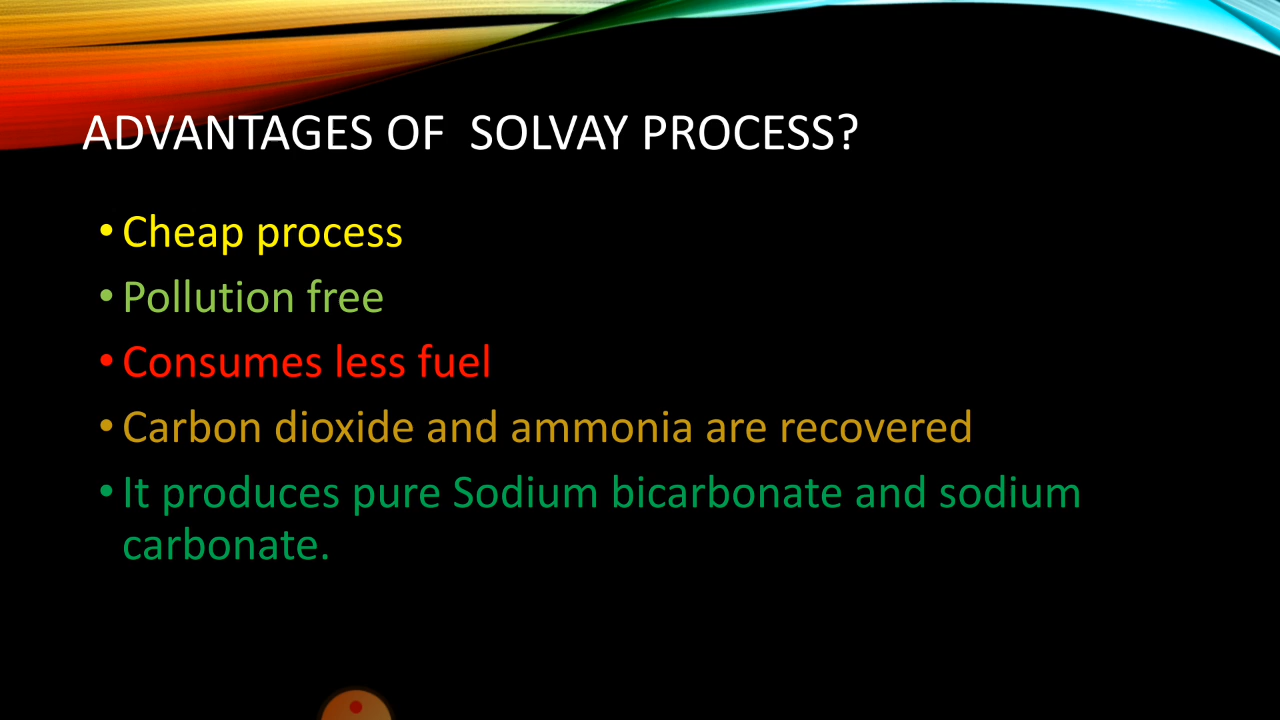 ADVANTAGES OF  SOLVAY PROCESS?
• Cheap process
• Pollution free
• Consumes less fuel
• Carbon dioxide and ammonia are recovered
• It produces pure Sodium bicarbonate and sodium
carbonate.